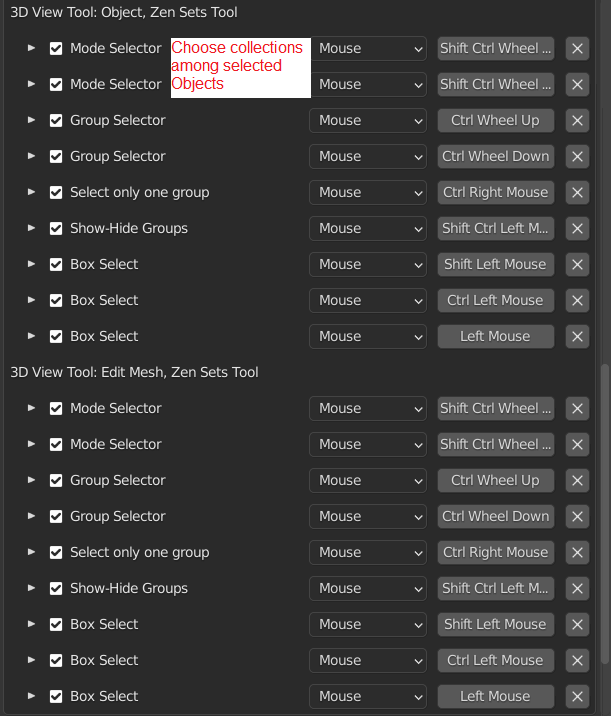 3D View Tool: Object, Zen Sets Tool
Mode Selector Choose collections among selected Objects Mouse Shift Ctrl Wheel ...
Mode Selector Mouse Shift Ctrl Wheel ...
Group Selector Mouse Ctrl Wheel Up
Group Selector Mouse Ctrl Wheel Down
Select only one group Mouse Ctrl Right Mouse
Show-Hide Groups Mouse Shift Ctrl Left M...
Box Select Mouse Shift Left Mouse
Box Select Mouse Ctrl Left Mouse
Box Select Mouse Left Mouse
3D View Tool: Edit Mesh, Zen Sets Tool
Mode Selector Mouse Shift Ctrl Wheel ...
Mode Selector Mouse Shift Ctrl Wheel ...
Group Selector Mouse Ctrl Wheel Up
Group Selector Mouse Ctrl Wheel Down
Select only one group Mouse Ctrl Right Mouse
Show-Hide Groups Mouse Shift Ctrl Left M...
Box Select Mouse Shift Left Mouse
Box Select Mouse Ctrl Left Mouse
Box Select Mouse Left Mouse